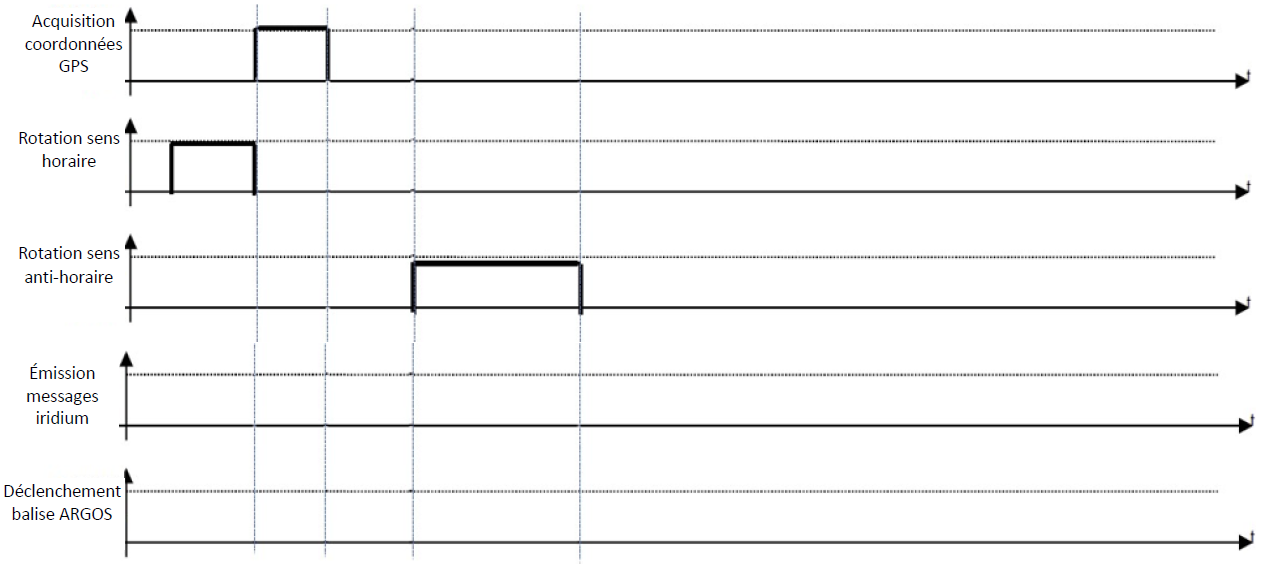 Acquisition
coordonnées
GPS
t
Rotation sens
horaire
t
Rotation sens
anti-horaire
t
Émission
messages
iridium
t
Déclenchement
balise ARGOS
t